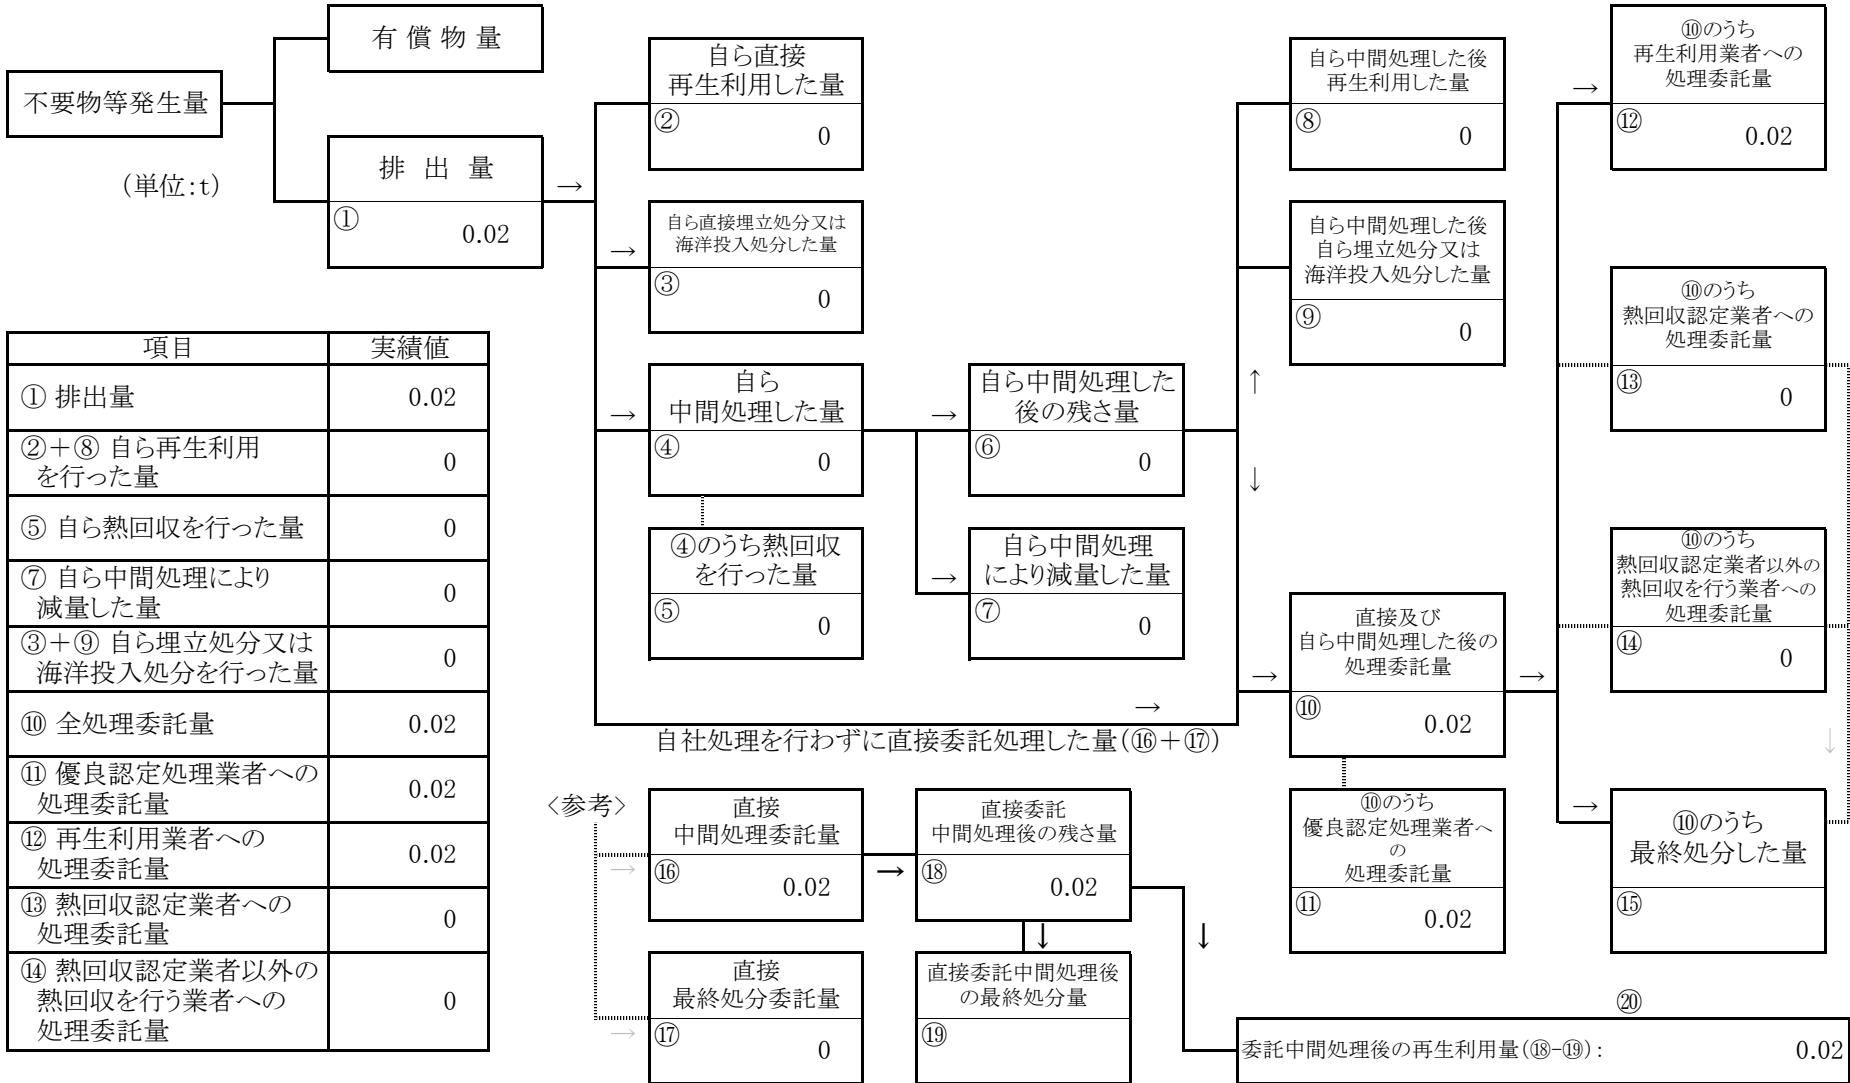 不要物等発生量
(単位:t)
有 償 物 量
排 出 量
①
0.02
→
自ら直接
再生利用した量
②
0
→
自ら直接埋立処分又は
海洋投入処分した量
③
0
→
自ら
中間処理した量
④
0
④のうち熱回収
を行った量
⑤
0
→
自ら中間処理した
後の残さ量
⑥
0
→
自ら中間処理
により減量した量
⑦
0
↑
↓
自ら中間処理した後
再生利用した量
⑧
0
自ら中間処理した後
自ら埋立処分又は
海洋投入処分した量
⑨
0
→
自社処理を行わずに直接委託処理した量(⑯+⑰)
→
直接及び
自ら中間処理した後の
処理委託量
⑩
0.02
⑩のうち
優良認定処理業者へ
の
処理委託量
⑪
0.02
→
→
⑩のうち
再生利用業者への
処理委託量
⑫
0.02
⑩のうち
熱回収認定業者への
処理委託量
⑬
0
⑩のうち
熱回収認定業者以外の
熱回収を行う業者への
処理委託量
⑭
0
↓
→
⑩のうち
最終処分した量
⑮
項目 実績値
① 排出量 0.02
②+⑧ 自ら再生利用
を行った量 0
⑤ 自ら熱回収を行った量 0
⑦ 自ら中間処理により
減量した量 0
③+⑨ 自ら埋立処分又は
海洋投入処分を行った量 0
⑩ 全処理委託量 0.02
⑪ 優良認定処理業者への
処理委託量 0.02
⑫ 再生利用業者への
処理委託量 0.02
⑬ 熱回収認定業者への
処理委託量 0
⑭ 熱回収認定業者以外の
熱回収を行う業者への
処理委託量 0
<参考>
→
直接
中間処理委託量
⑯
0.02
→
直接委託
中間処理後の残さ量
⑱
0.02
↓
↓
→
直接
最終処分委託量
⑰
0
直接委託中間処理後
の最終処分量
⑲
⑳
委託中間処理後の再生利用量(⑱-⑲): 0.02